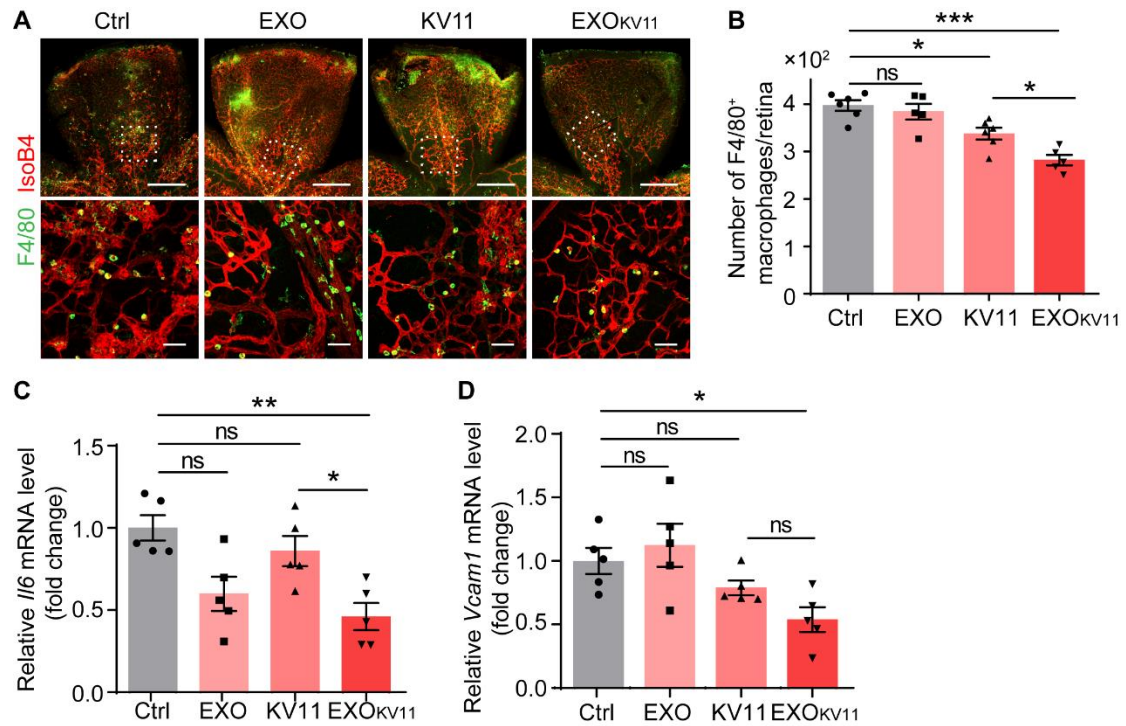 A
Ctrl
EXO
KV11
EXOKV11
F4/80 IsoB4
B
Number of F4/80+
macrophages/retina
×10²
***
*
ns
*
4
2
0
Ctrl
EXO
KV11
EXOKV11
C
Relative Il6 mRNA level
(fold change)
**
ns
ns
*
1.5
1.0
0.5
0.0
Ctrl
EXO
KV11
EXOKV11
D
Relative Vcam1 mRNA level
(fold change)
*
ns
ns
ns
2.0
1.5
1.0
0.5
0.0
Ctrl
EXO
KV11
EXOKV11